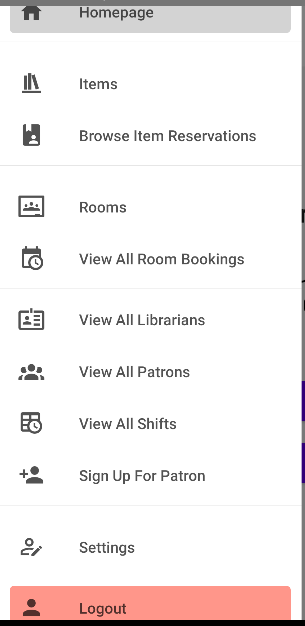 Homepage
Items
Browse Item Reservations
Rooms
View All Room Bookings
View All Librarians
View All Patrons
View All Shifts
Sign Up For Patron
Settings
Logout